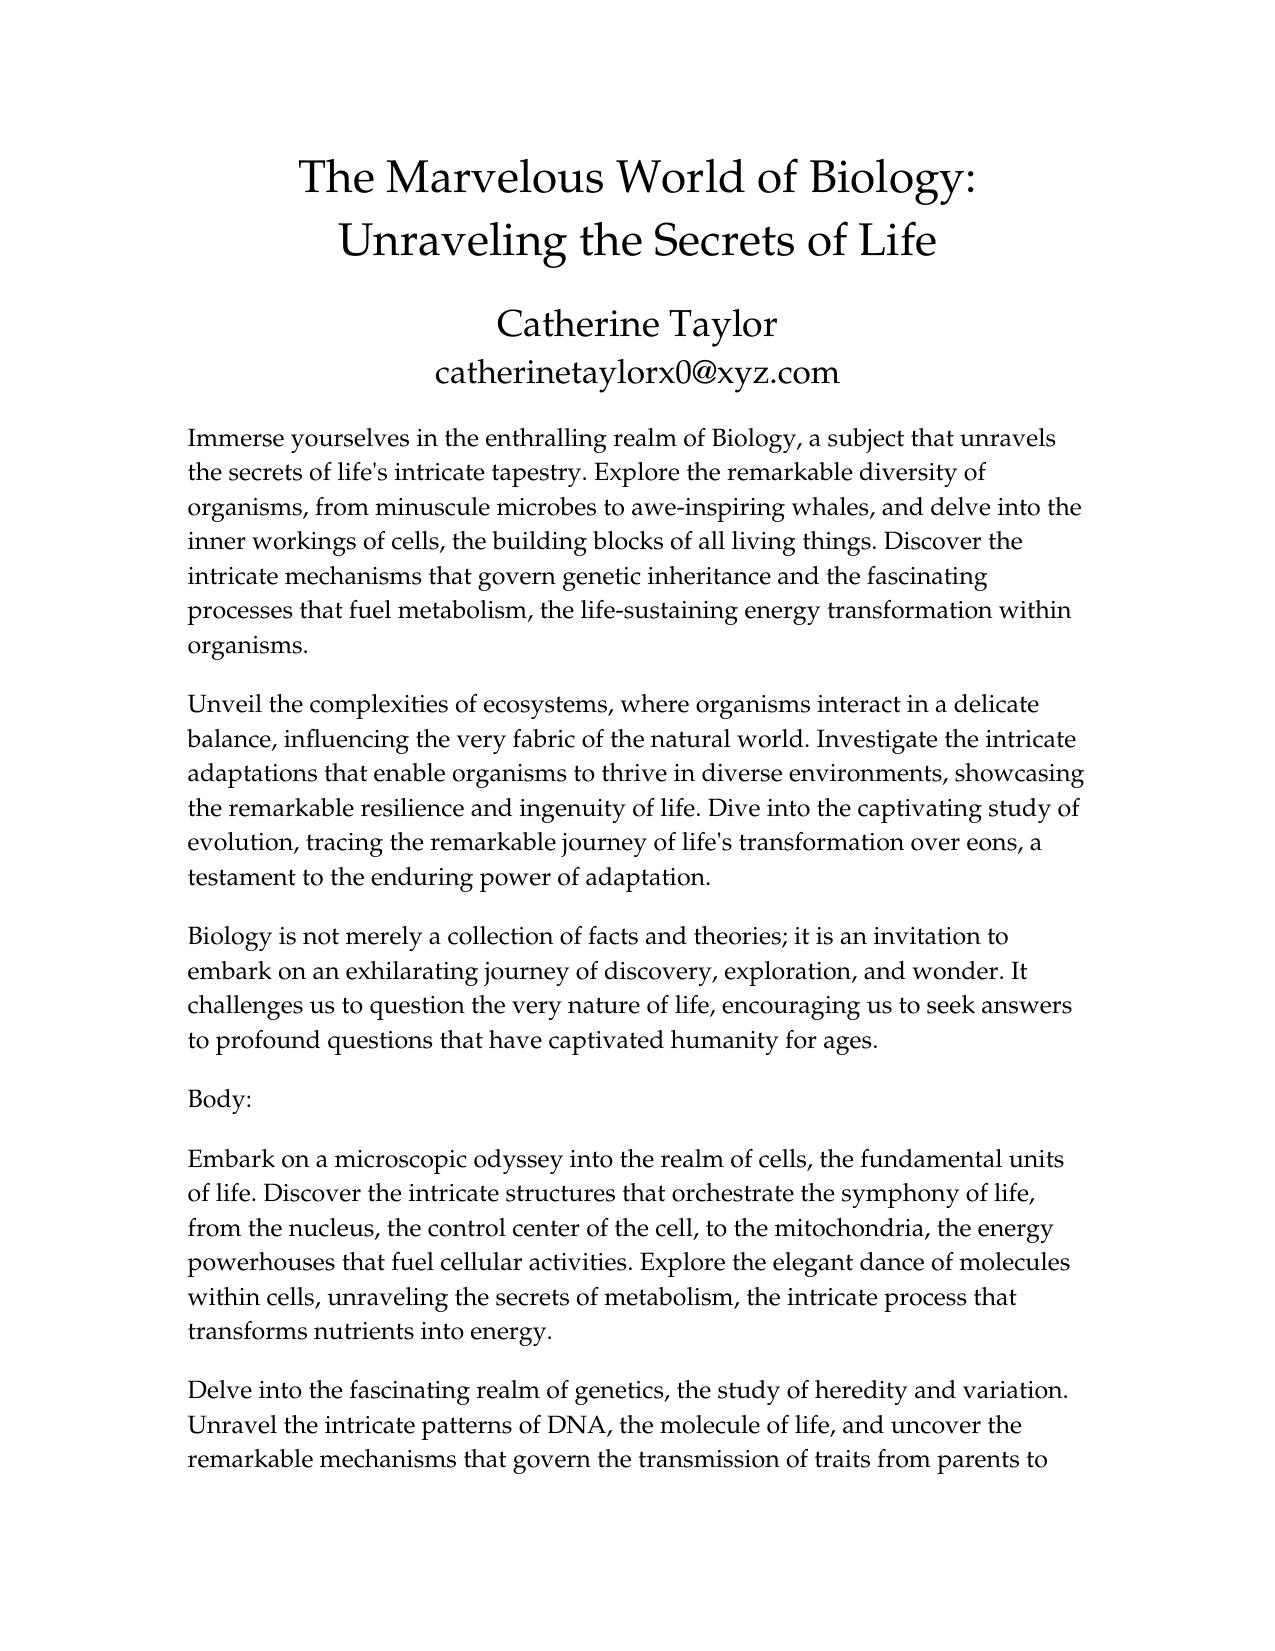 The Marvelous World of Biology:
Unraveling the Secrets of Life
Catherine Taylor
catherinetaylorx0@xyz.com
Immerse yourselves in the enthralling realm of Biology, a subject that unravels
the secrets of life's intricate tapestry. Explore the remarkable diversity of
organisms, from minuscule microbes to awe-inspiring whales, and delve into the
inner workings of cells, the building blocks of all living things. Discover the
intricate mechanisms that govern genetic inheritance and the fascinating
processes that fuel metabolism, the life-sustaining energy transformation within
organisms.
Unveil the complexities of ecosystems, where organisms interact in a delicate
balance, influencing the very fabric of the natural world. Investigate the intricate
adaptations that enable organisms to thrive in diverse environments, showcasing
the remarkable resilience and ingenuity of life. Dive into the captivating study of
evolution, tracing the remarkable journey of life's transformation over eons, a
testament to the enduring power of adaptation.
Biology is not merely a collection of facts and theories; it is an invitation to
embark on an exhilarating journey of discovery, exploration, and wonder. It
challenges us to question the very nature of life, encouraging us to seek answers
to profound questions that have captivated humanity for ages.
Body:
Embark on a microscopic odyssey into the realm of cells, the fundamental units
of life. Discover the intricate structures that orchestrate the symphony of life,
from the nucleus, the control center of the cell, to the mitochondria, the energy
powerhouses that fuel cellular activities. Explore the elegant dance of molecules
within cells, unraveling the secrets of metabolism, the intricate process that
transforms nutrients into energy.
Delve into the fascinating realm of genetics, the study of heredity and variation.
Unravel the intricate patterns of DNA, the molecule of life, and uncover the
remarkable mechanisms that govern the transmission of traits from parents to